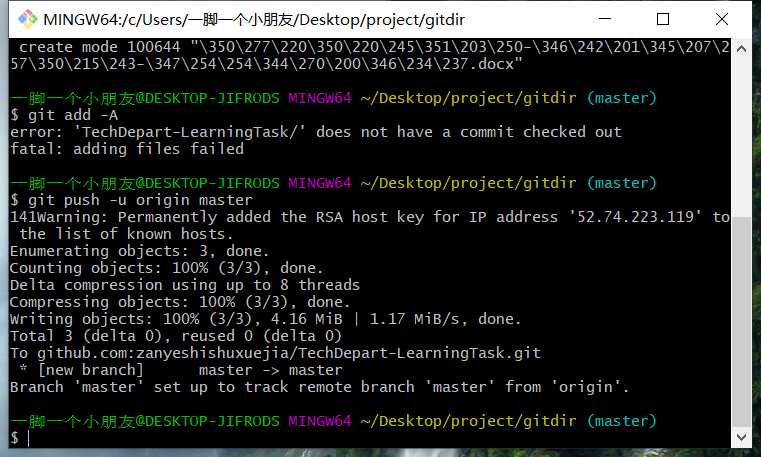 MINGW64:/c/Users/一脚一个小朋友/Desktop/project/gitdir
 create mode 100644 "\350\277\220\350\220\245\351\203\250-\346\242\201\345\207\2
57\350\215\243-\347\254\254\344\270\200\346\234\237.docx"
一脚一个小朋友@DESKTOP-JIFRODS MINGW64 ~/Desktop/project/gitdir (master)
$ git add -A
error: 'TechDepart-LearningTask/' does not have a commit checked out
fatal: adding files failed
一脚一个小朋友@DESKTOP-JIFRODS MINGW64 ~/Desktop/project/gitdir (master)
$ git push -u origin master
141Warning: Permanently added the RSA host key for IP address '52.74.223.119' to
 the list of known hosts.
Enumerating objects: 3, done.
Counting objects: 100% (3/3), done.
Delta compression using up to 8 threads
Compressing objects: 100% (3/3), done.
Writing objects: 100% (3/3), 4.16 MiB | 1.17 MiB/s, done.
Total 3 (delta 0), reused 0 (delta 0)
To github.com:zanyeshishuxuejia/TechDepart-LearningTask.git
 * [new branch]      master -> master
Branch 'master' set up to track remote branch 'master' from 'origin'.
一脚一个小朋友@DESKTOP-JIFRODS MINGW64 ~/Desktop/project/gitdir (master)
$